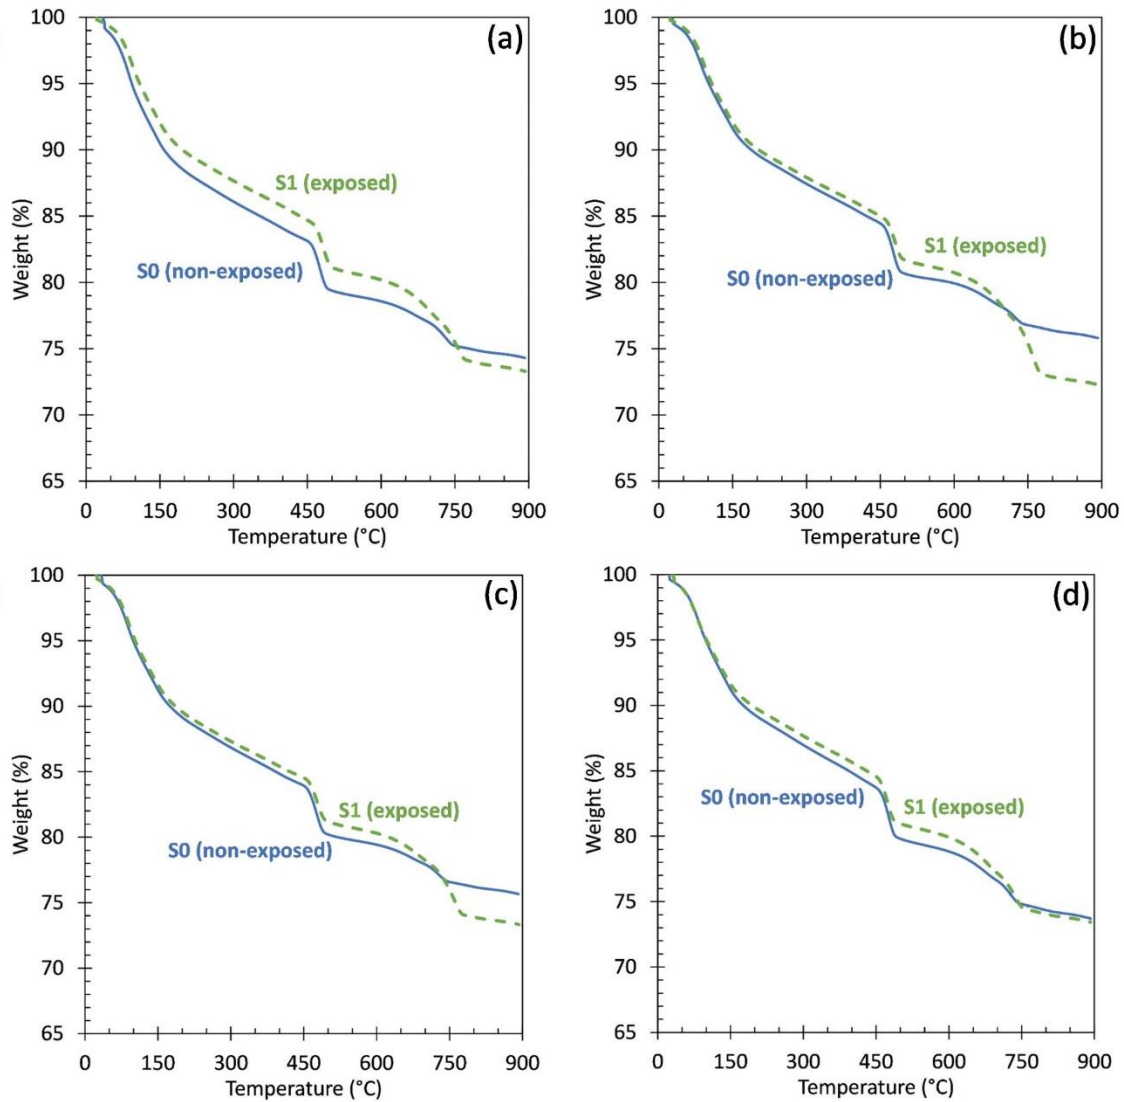 (a)
100
95
90
85
80
75
70
65
Weight (%)
S1 (exposed)
S0 (non-exposed)
0 150 300 450 600 750 900
Temperature (°C)
(b)
100
95
90
85
80
75
70
65
Weight (%)
S1 (exposed)
S0 (non-exposed)
0 150 300 450 600 750 900
Temperature (°C)
(c)
100
95
90
85
80
75
70
65
Weight (%)
S1 (exposed)
S0 (non-exposed)
0 150 300 450 600 750 900
Temperature (°C)
(d)
100
95
90
85
80
75
70
65
Weight (%)
S0 (non-exposed)
S1 (exposed)
0 150 300 450 600 750 900
Temperature (°C)